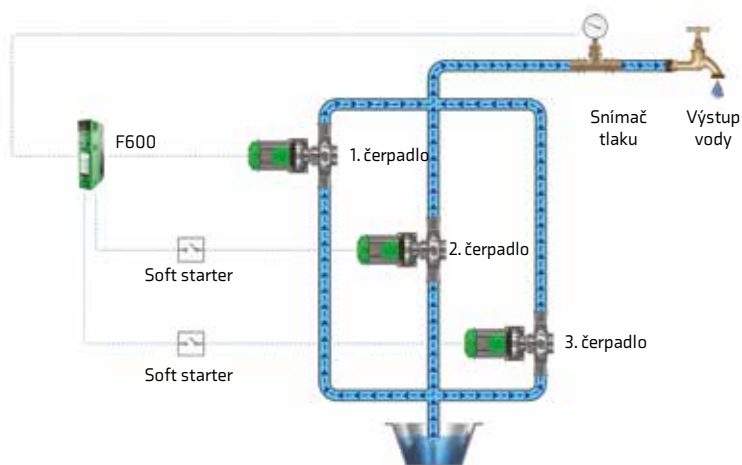 F600
1. čerpadlo
Snímač
tlaku
Výstup
vody
2. čerpadlo
Soft starter
3. čerpadlo
Soft starter